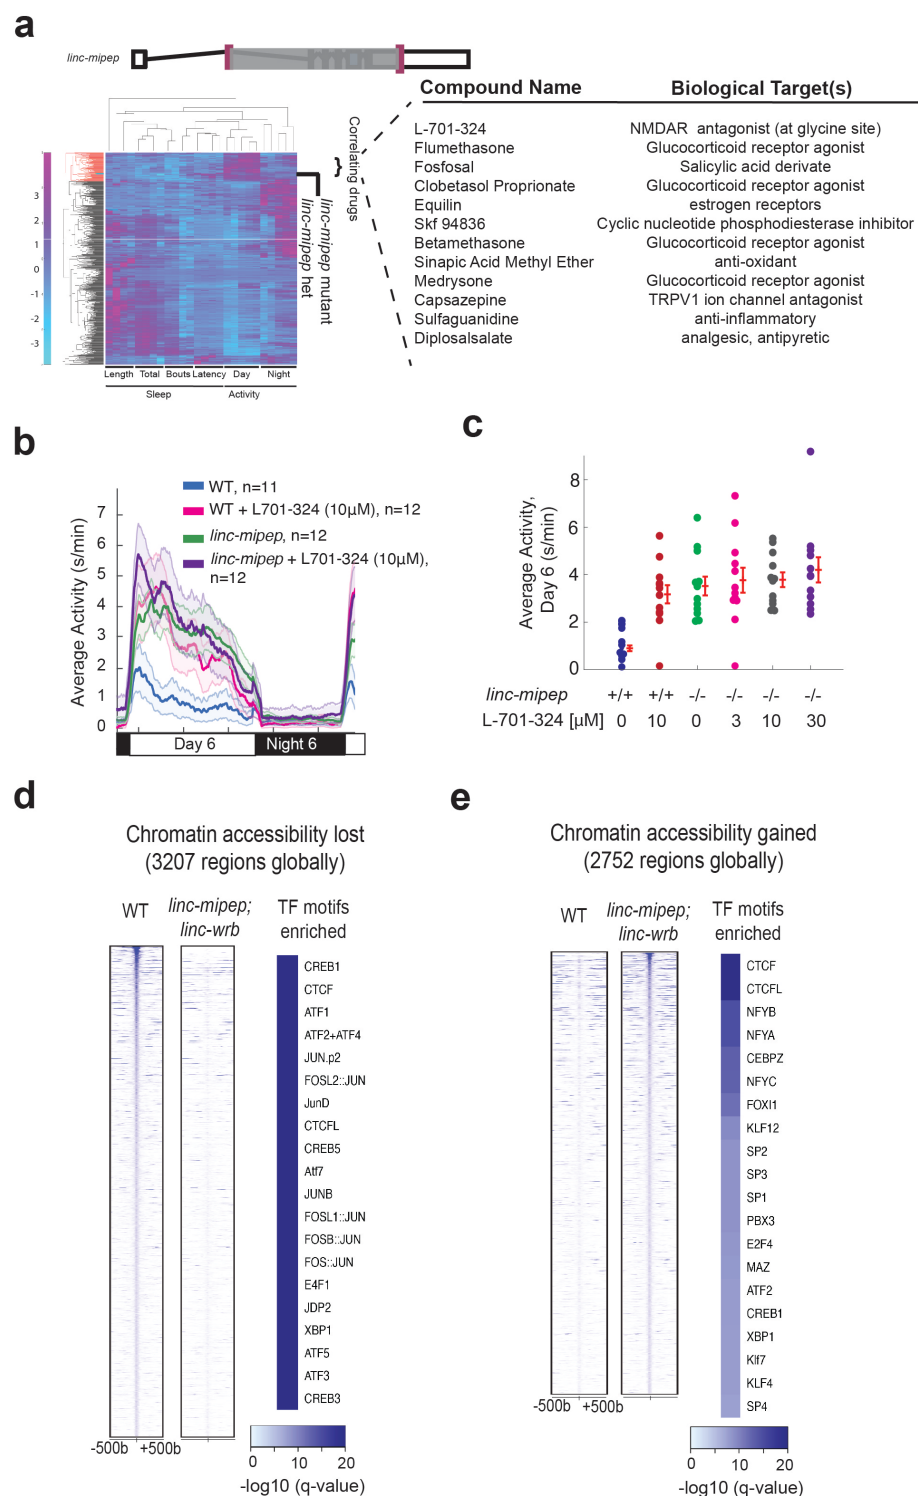 a
linc-mipep
Compound Name Biological Target(s)
L-701-324 NMDAR antagonist (at glycine site)
Flumethasone Glucocorticoid receptor agonist
Fosfosal Salicylic acid derivate
Clobetasol Proprionate Glucocorticoid receptor agonist
Equilin estrogen receptors
Skf 94836 Cyclic nucleotide phosphodiesterase inhibitor
Betamethasone Glucocorticoid receptor agonist
Sinapic Acid Methyl Ether anti-oxidant
Medrysone Glucocorticoid receptor agonist
Capsazepine TRPV1 ion channel antagonist
Sulfaguanidine anti-inflammatory
Diplosalsalate analgesic, antipyretic
Correlating drugs
}
linc-mipep mutant
linc-mipep het
3
2
1
0
-1
-2
-3
Length Total Bouts Latency Day Night
Sleep Activity
b
WT, n=11
WT + L701-324 (10µM), n=12
linc-mipep, n=12
linc-mipep + L701-324 (10µM),
n=12
Average Activity (s/min)
7
6
5
4
3
2
1
0
Day 6 Night 6
c
Average Activity,
Day 6 (s/min)
8
6
4
2
0
linc-mipep +/+ +/+ -/- -/- -/- -/-
L-701-324 [µM] 0 10 0 3 10 30
d
Chromatin accessibility lost
(3207 regions globally)
WT
linc-mipep;
linc-wrb
TF motifs
enriched
CREB1
CTCF
ATF1
ATF2+ATF4
JUN.p2
FOSL2::JUN
JunD
CTCFL
CREB5
Atf7
JUNB
FOSL1::JUN
FOSB::JUN
FOS::JUN
E4F1
JDP2
XBP1
ATF5
ATF3
CREB3
-500b +500b
0 10 20
-log10 (q-value)
e
Chromatin accessibility gained
(2752 regions globally)
WT
linc-mipep;
linc-wrb
TF motifs
enriched
CTCF
CTCFL
NFYB
NFYA
CEBPZ
NFYC
FOXI1
KLF12
SP2
SP3
SP1
PBX3
E2F4
MAZ
ATF2
CREB1
XBP1
Klf7
KLF4
SP4
-500b +500b
0 10 20
-log10 (q-value)